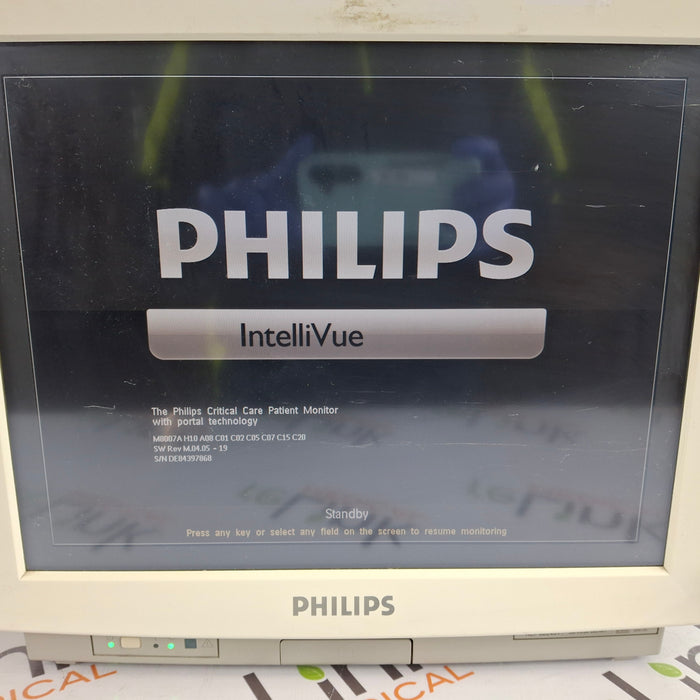 PHILIPS
IntelliVue
The Philips Critical Care Patient Monitor
with portal technology
M8007A H10 A08 C01 C02 C05 C07 C15 C20
SW Rev M.04.05 - 19
S/N DE84397868
Standby
Press any key or select any field on the screen to resume monitoring
PHILIPS